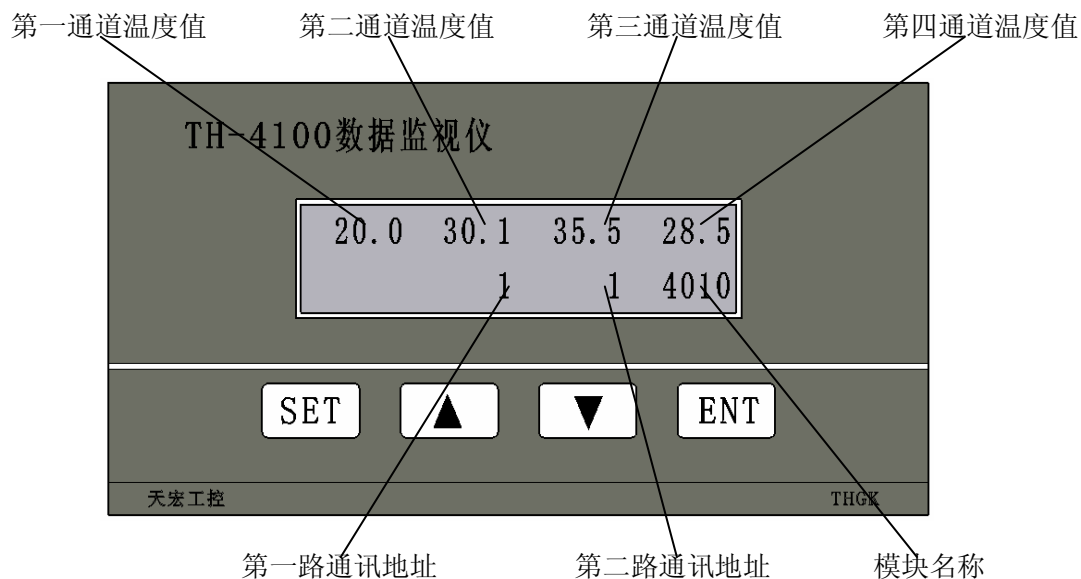 第一通道温度值 第二通道温度值 第三通道温度值 第四通道温度值
TH-4100数据监视仪
20.0 30.1 35.5 28.5
1 1 4010
SET ▲ ▼ ENT
天宏工控 THGK
第一路通讯地址 第二路通讯地址 模块名称